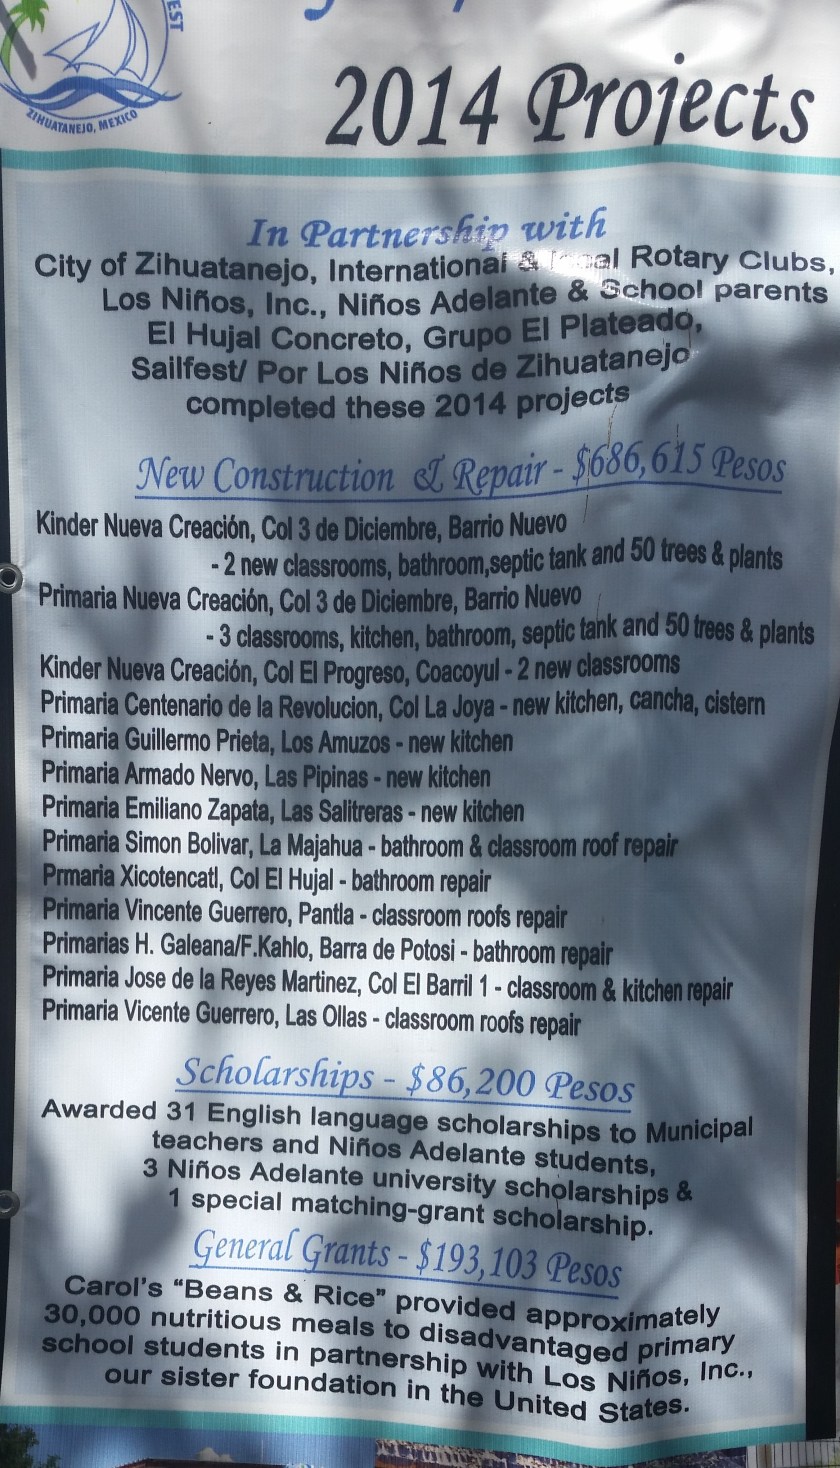 EST
ZIHUATANEJO, MEXICO
2014 Projects
In Partnership with
City of Zihuatanejo, International & Rotary Clubs,
Los Niños, Inc., Niños Adelante & School parents
El Hujal Concreto, Grupo El Plateado,
Sailfest/ Por Los Niños de Zihuatanejo
completed these 2014 projects
New Construction & Repair - $686,615 Pesos
Kinder Nueva Creación, Col 3 de Diciembre, Barrio Nuevo
- 2 new classrooms, bathroom,septic tank and 50 trees & plants
Primaria Nueva Creación, Col 3 de Diciembre, Barrio Nuevo
- 3 classrooms, kitchen, bathroom, septic tank and 50 trees & plants
Kinder Nueva Creación, Col El Progreso, Coacoyul - 2 new classrooms
Primaria Centenario de la Revolucion, Col La Joya - new kitchen, cancha, cistern
Primaria Guillermo Prieta, Los Amuzos - new kitchen
Primaria Armado Nervo, Las Pipinas - new kitchen
Primaria Emiliano Zapata, Las Salitreras - new kitchen
Primaria Simon Bolivar, La Majahua - bathroom & classroom roof repair
Prmaria Xicotencatl, Col El Hujal - bathroom repair
Primaria Vincente Guerrero, Pantla - classroom roofs repair
Primarias H. Galeana/F.Kahlo, Barra de Potosi - bathroom repair
Primaria Jose de la Reyes Martinez, Col El Barril 1 - classroom & kitchen repair
Primaria Vicente Guerrero, Las Ollas - classroom roofs repair
Scholarships - $86,200 Pesos
Awarded 31 English language scholarships to Municipal
teachers and Niños Adelante students,
3 Niños Adelante university scholarships &
1 special matching-grant scholarship.
General Grants - $193,103 Pesos
Carol's "Beans & Rice" provided approximately
30,000 nutritious meals to disadvantaged primary
school students in partnership with Los Niños, Inc.,
our sister foundation in the United States.